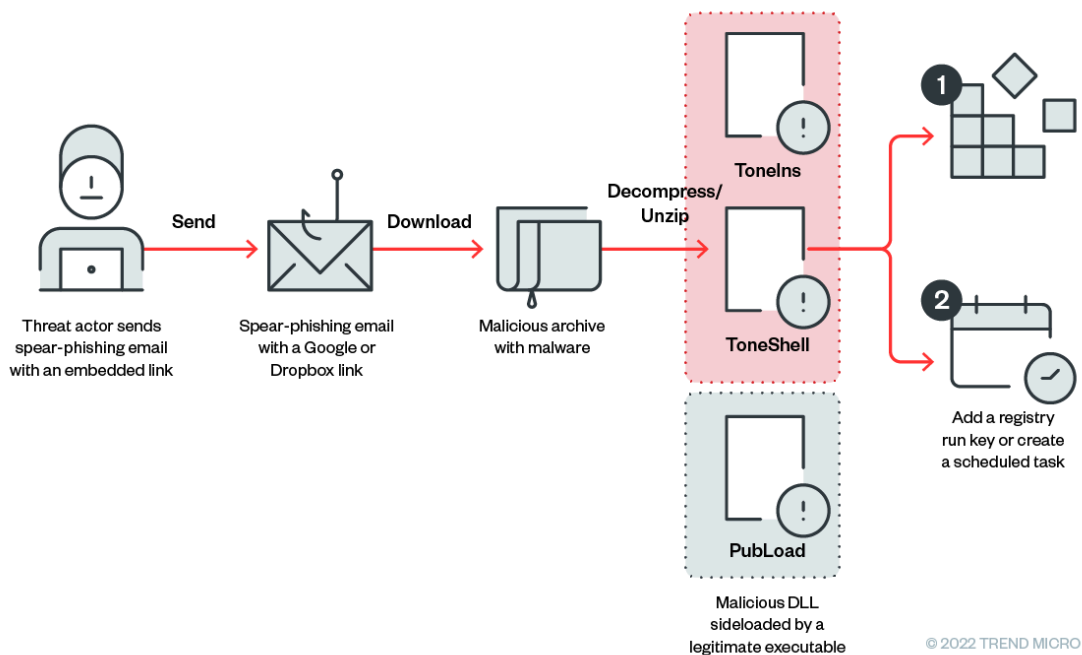 Send
Download
Decompress/
Unzip
Threat actor sends
spear-phishing email
with an embedded link
Spear-phishing email
with a Google or
Dropbox link
Malicious archive
with malware
ToneIns
ToneShell
PubLoad
Malicious DLL
sideloaded by a
legitimate executable
1
2
Add a registry
run key or create
a scheduled task
© 2022 TREND MICRO